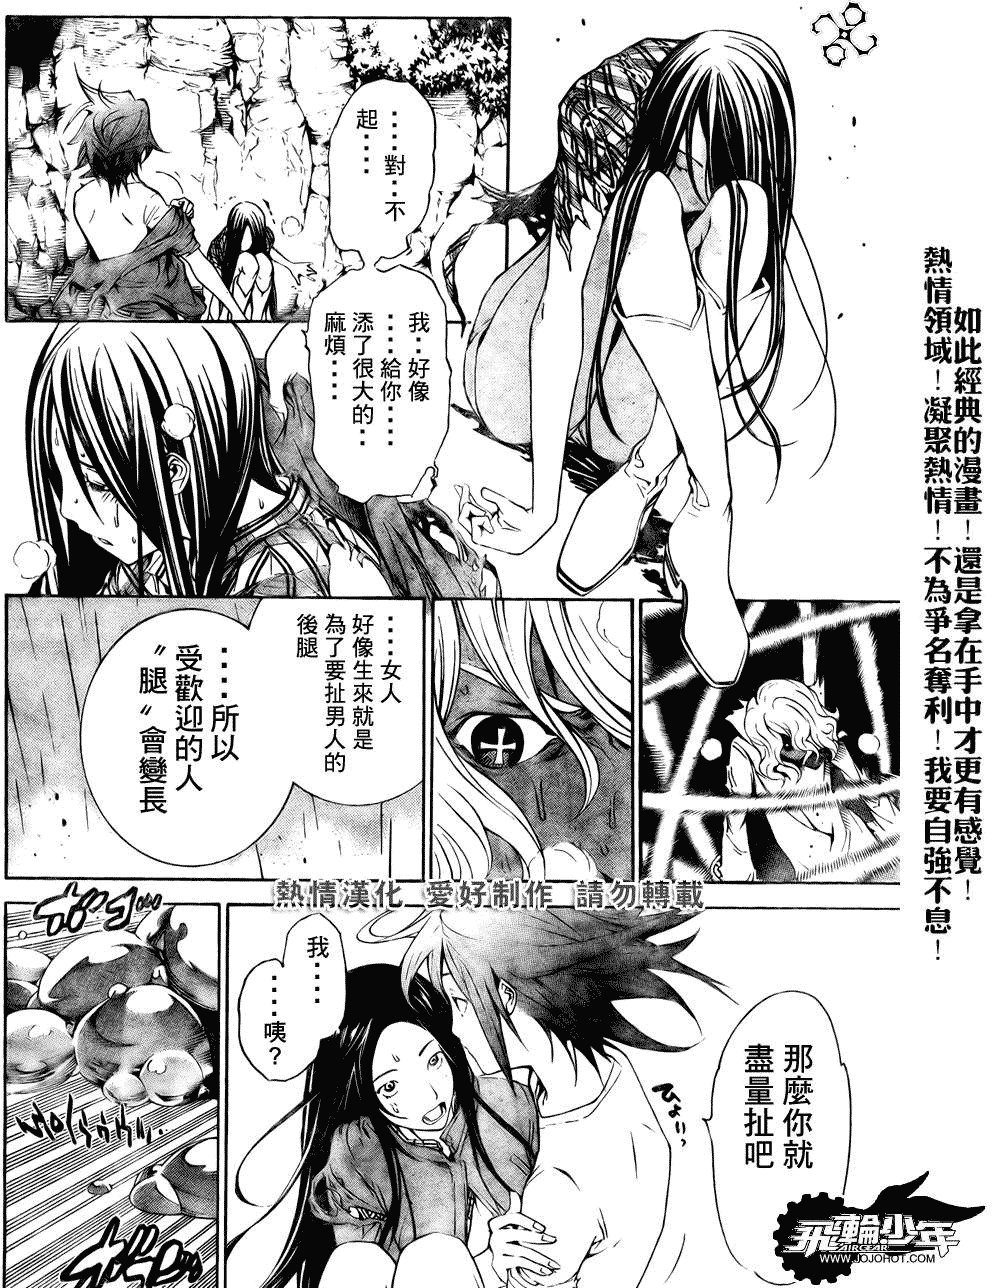 ‥‥對‥不
起‥‥
我‥好像
‥‥給你‥‥
添了很大的‥
麻煩‥‥
‥‥女人
好像生來就是
為了要扯男人的
後腿
‥‥所以
受歡迎的人
〝腿〞會變長
那麼你就
盡量扯吧
我‥‥
‥‥咦？
ひょいっ
熱情漢化 愛好制作 請勿轉載
如此經典的漫畫！還是拿在手中才更有感覺！
熱情領域！凝聚熱情！不為爭名奪利！我要自強不息！
飛輪少年
AIRGEAR
WWW.JOJOHOT.COM